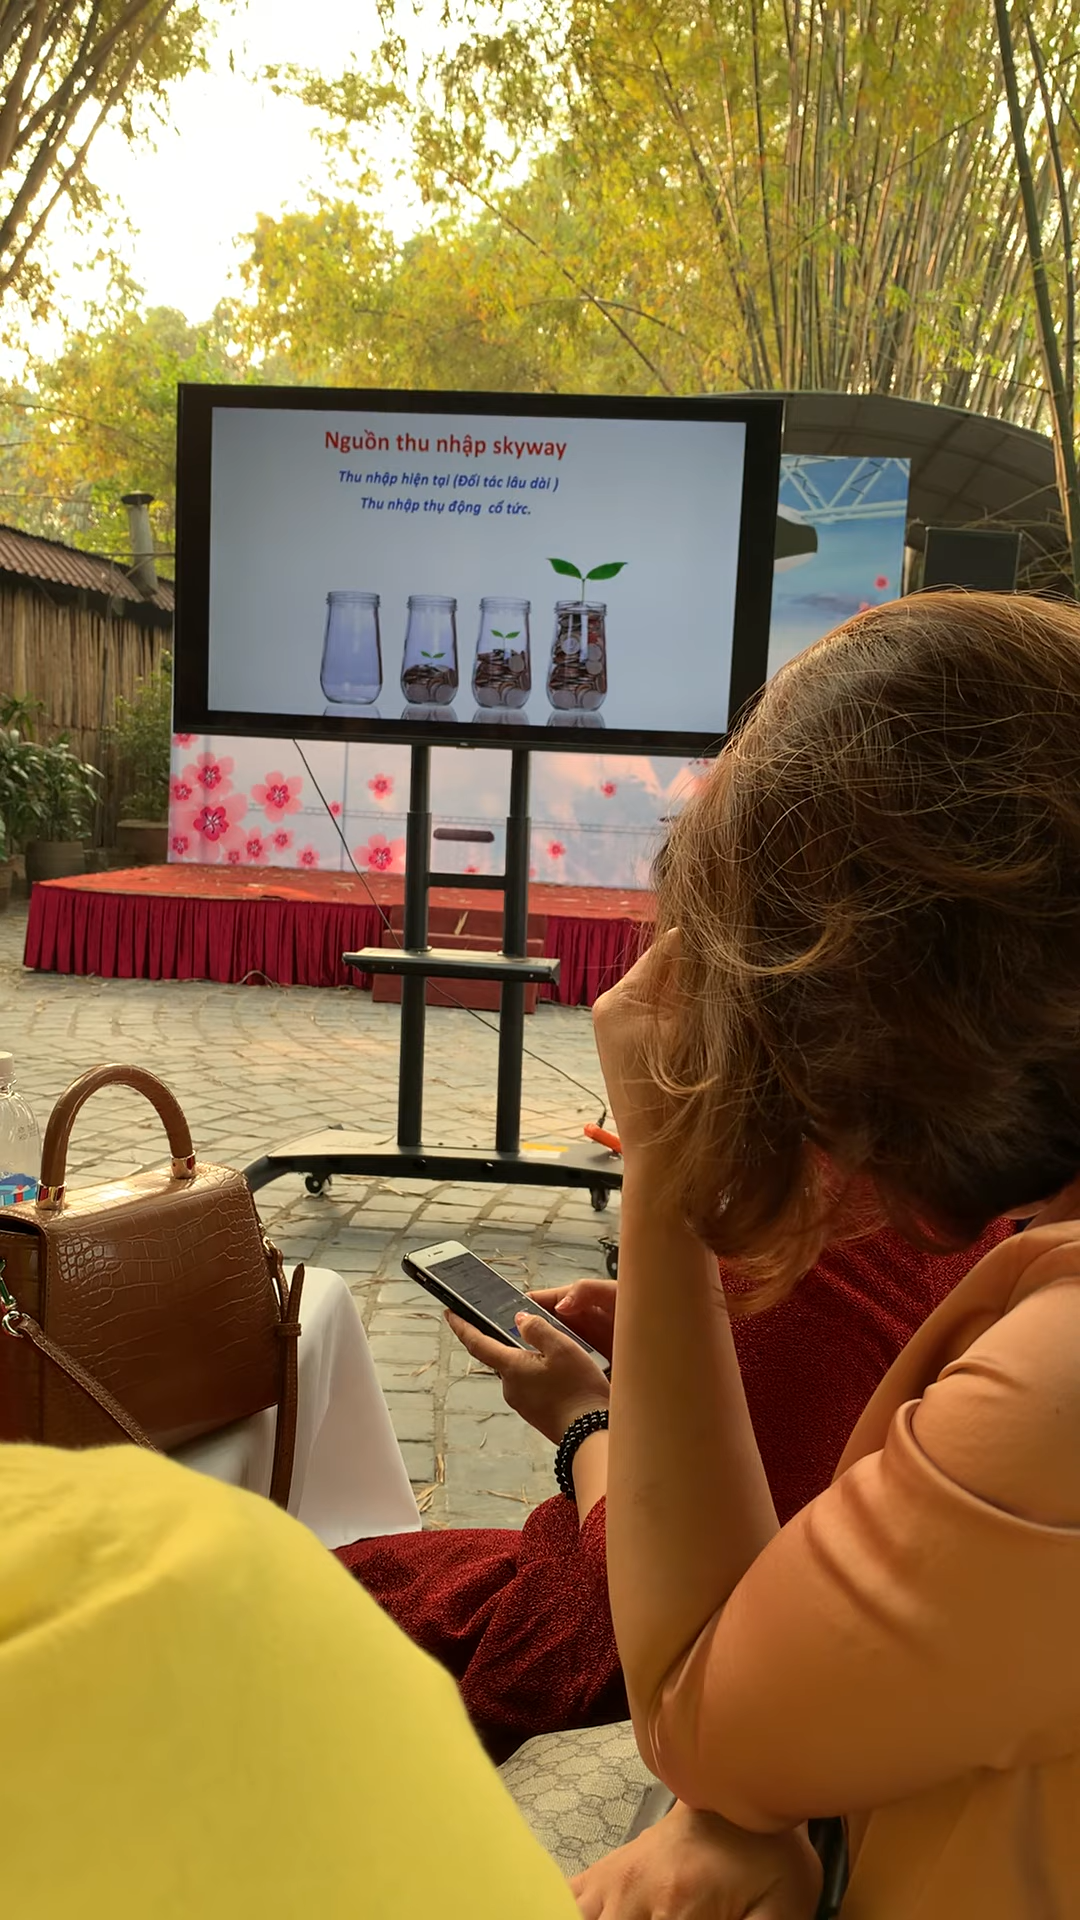 Nguồn thu nhập skyway
Thu nhập hiện tại (Đối tác lâu dài )
Thu nhập thụ động cổ tức.